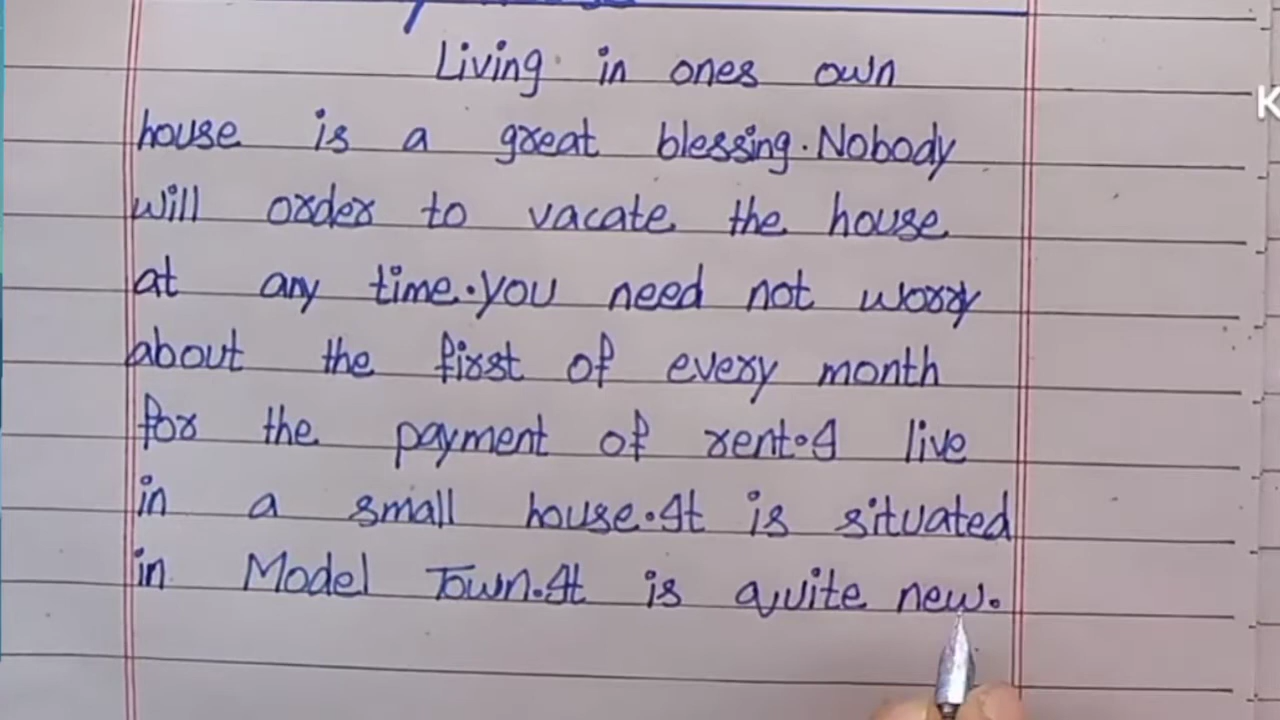 Living in ones own
house is a great blessing. Nobody
will order to vacate the house
at any time. you need not worry
about the first of every month
for the payment of rent. I live
in a small house. It is situated
in Model Town. It is quite new.
K